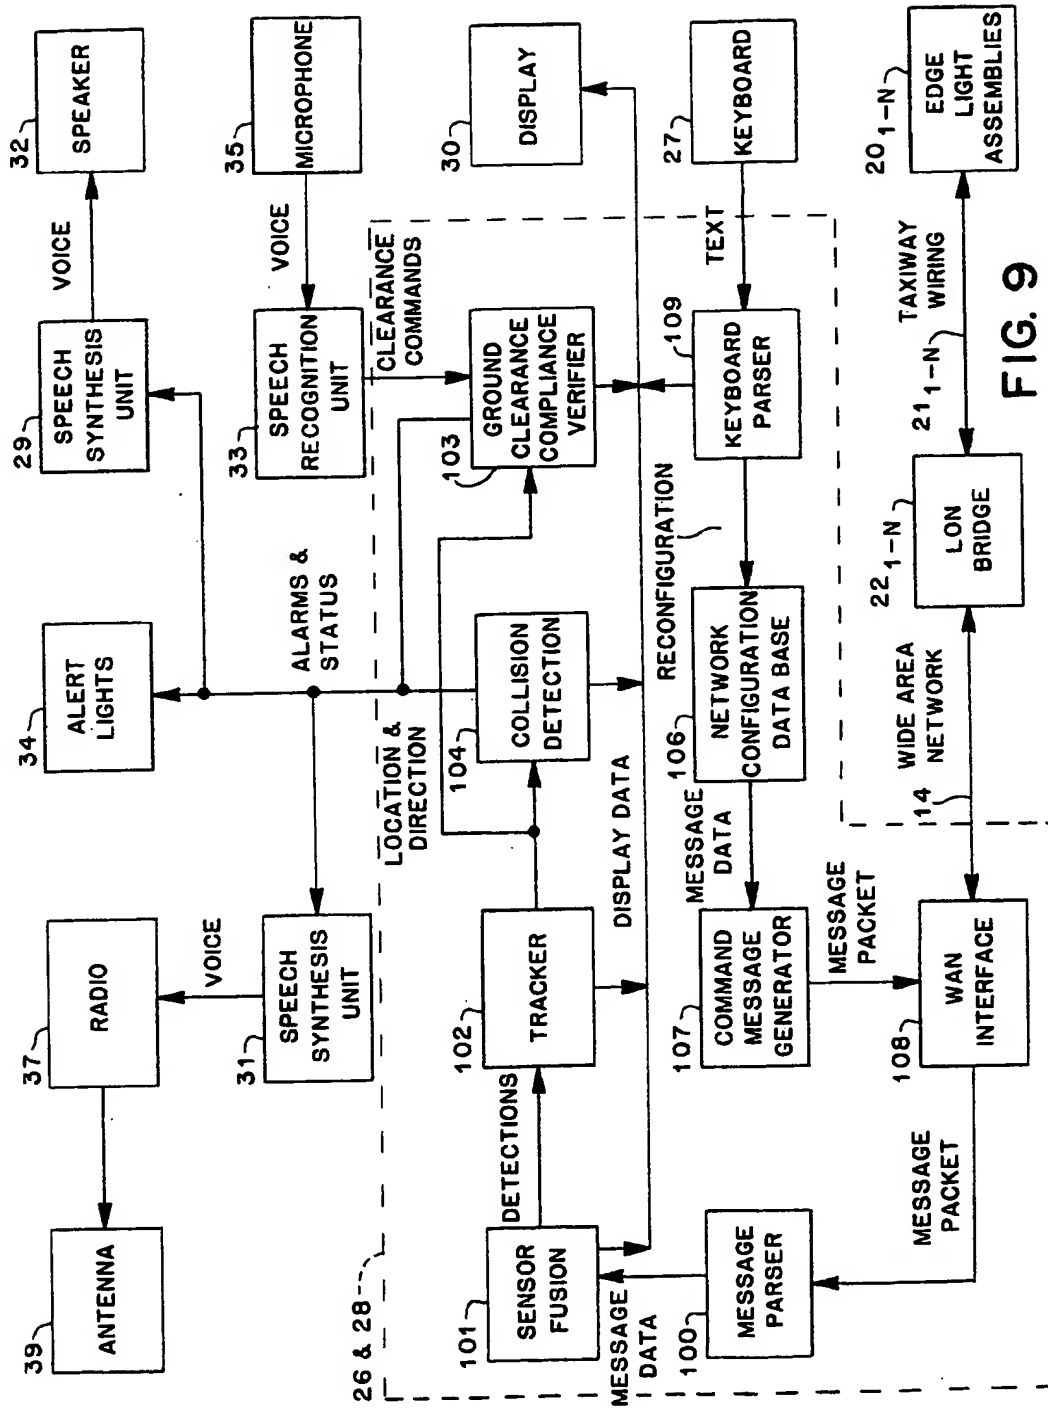 39
ANTENNA
37
RADIO
VOICE
31
SPEECH
SYNTHESIS
UNIT
34
ALERT
LIGHTS
ALARMS &
STATUS
29
SPEECH
SYNTHESIS
UNIT
VOICE
32
SPEAKER
33
SPEECH
RECOGNITION
UNIT
VOICE
35
MICROPHONE
CLEARANCE
COMMANDS
26 & 28
LOCATION &
DIRECTION
101
SENSOR
FUSION
DETECTIONS
102
TRACKER
104
COLLISION
DETECTION
103
GROUND
CLEARANCE
COMPLIANCE
VERIFIER
30
DISPLAY
DISPLAY DATA
MESSAGE
DATA
100
MESSAGE
PARSER
107
COMMAND
MESSAGE
GENERATOR
MESSAGE
DATA
106
NETWORK
CONFIGURATION
DATA BASE
RECONFIGURATION
109
KEYBOARD
PARSER
TEXT
27
KEYBOARD
MESSAGE
PACKET
MESSAGE
PACKET
108
WAN
INTERFACE
14
WIDE AREA
NETWORK
22 1-N
LON
BRIDGE
21 1-N
TAXIWAY
WIRING
20 1-N
EDGE
LIGHT
ASSEMBLIES
FIG. 9